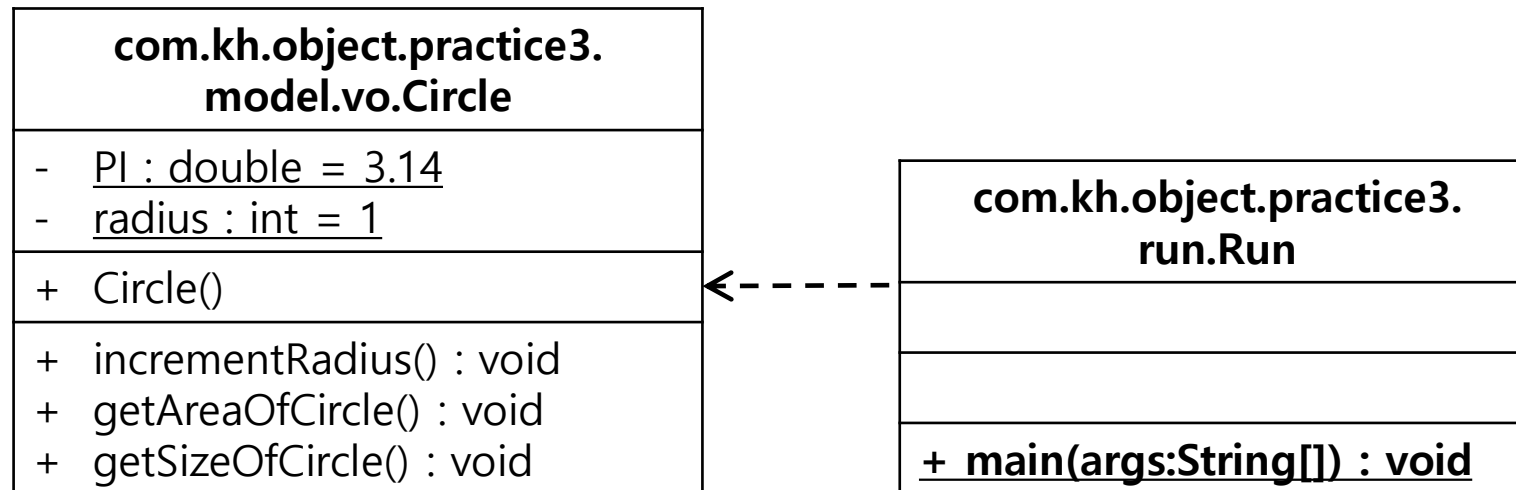 com.kh.object.practice3.
model.vo.Circle
- PI : double = 3.14
- radius : int = 1
+ Circle()
+ incrementRadius() : void
+ getAreaOfCircle() : void
+ getSizeOfCircle() : void
com.kh.object.practice3.
run.Run
+ main(args:String[]) : void